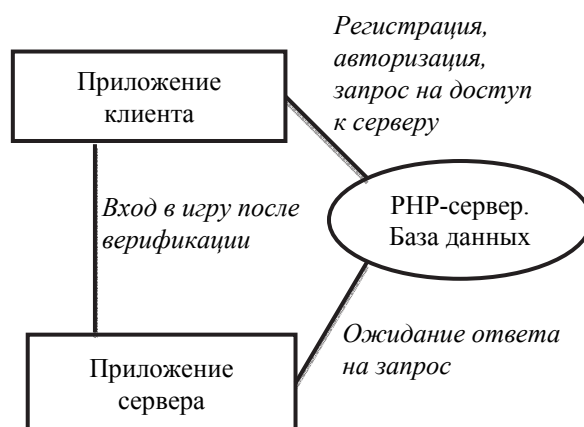 Регистрация,
авторизация,
запрос на доступ
к серверу
Приложение
клиента
Вход в игру после
верификации
PHP-сервер.
База данных
Ожидание ответа
на запрос
Приложение
сервера